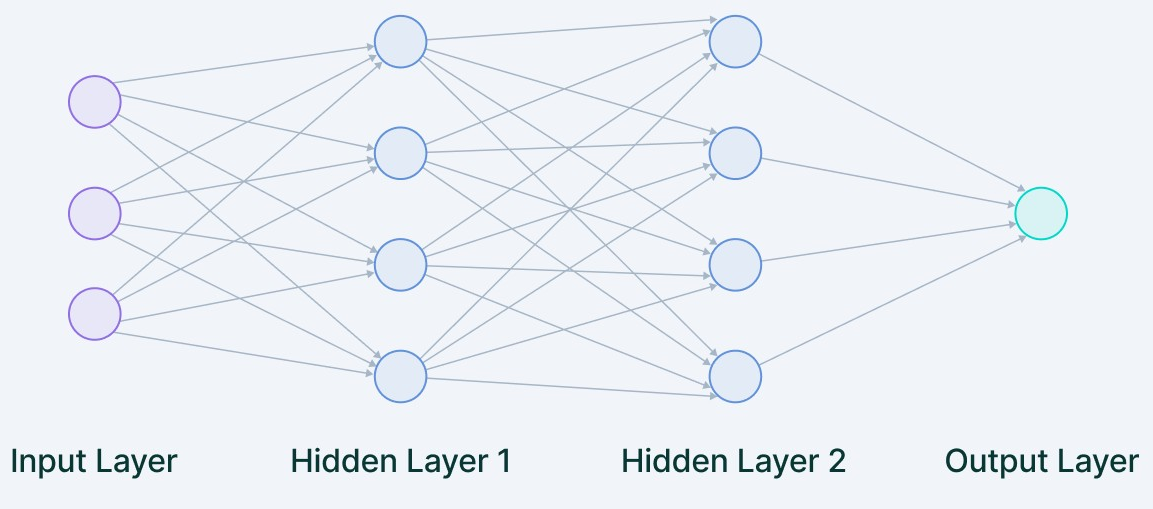 Input Layer
Hidden Layer 1
Hidden Layer 2
Output Layer